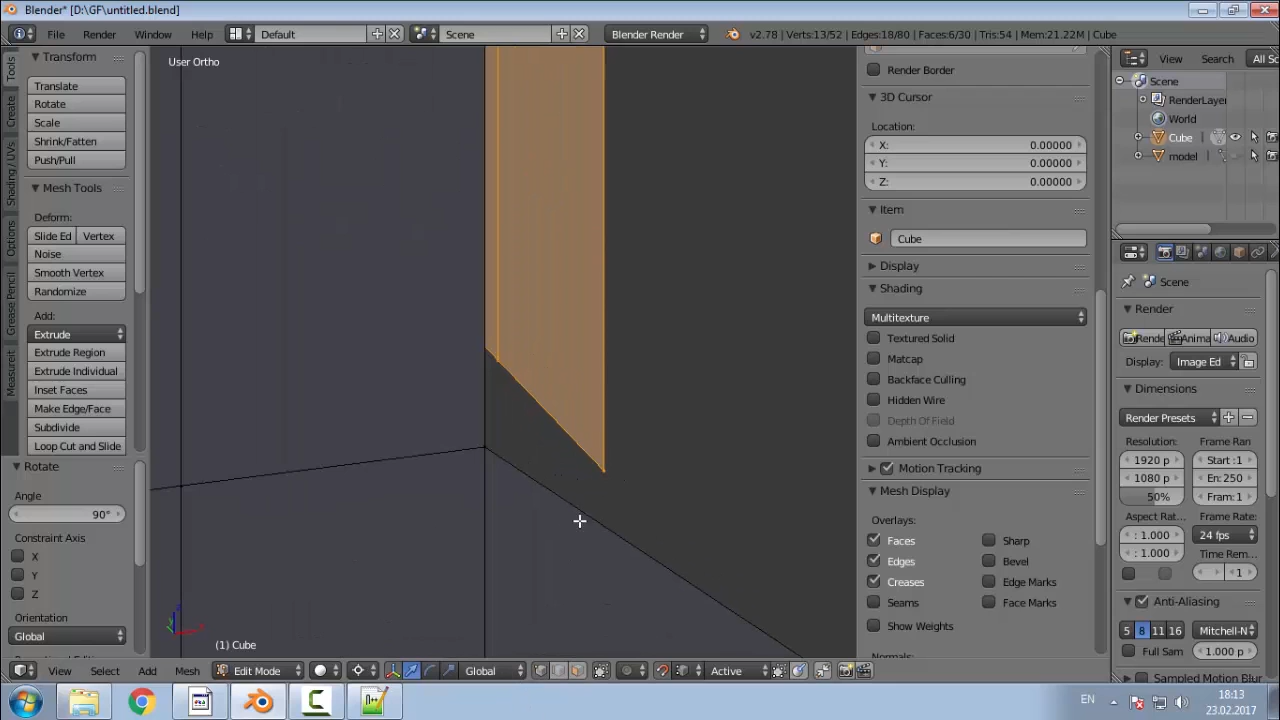 Blender* [D:\GF\untitled.blend]
File Render Window Help Default Scene Blender Render v2.78 | Verts:13/52 | Edges:18/80 | Faces:6/30 | Tris:54 | Mem:21.22M | Cube
Tools
Create
Shading / UVs
Options
Grease Pencil
Measureit
Transform
Translate
Rotate
Scale
Shrink/Fatten
Push/Pull
Mesh Tools
Deform:
Slide Ed Vertex
Noise
Smooth Vertex
Randomize
Add:
Extrude
Extrude Region
Extrude Individual
Inset Faces
Make Edge/Face
Subdivide
Loop Cut and Slide
Rotate
Angle
90°
Constraint Axis
X
Y
Z
Orientation
Global
User Ortho
(1) Cube
Render Border
3D Cursor
Location:
X: 0.00000
Y: 0.00000
Z: 0.00000
Item
Cube
Display
Shading
Multitexture
Textured Solid
Matcap
Backface Culling
Hidden Wire
Depth Of Field
Ambient Occlusion
Motion Tracking
Mesh Display
Overlays:
Faces Sharp
Edges Bevel
Creases Edge Marks
Seams Face Marks
Show Weights
Normals:
View Search All Sc
Scene
RenderLayer
World
Cube
model
Scene
Render
Rende Anima Audio
Display: Image Ed
Dimensions
Render Presets
Resolution: Frame Ran
1920 p Start :1
1080 p En: 250
50% Fram: 1
Aspect Rat... Frame Rate:
: 1.000 24 fps
: 1.000 Time Rem...
1
Anti-Aliasing
5 8 11 16 Mitchell-N
Full Sam 1.000 p
Sampled Motion Blur
View Select Add Mesh Edit Mode Global Active
EN 18:13
23.02.2017